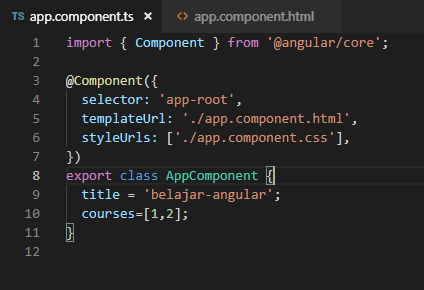 app.component.ts × app.component.html
1 import { Component } from '@angular/core';
2
3 @Component({
4   selector: 'app-root',
5   templateUrl: './app.component.html',
6   styleUrls: ['./app.component.css'],
7 })
8 export class AppComponent {
9   title = 'belajar-angular';
10   courses=[1,2];
11 }
12